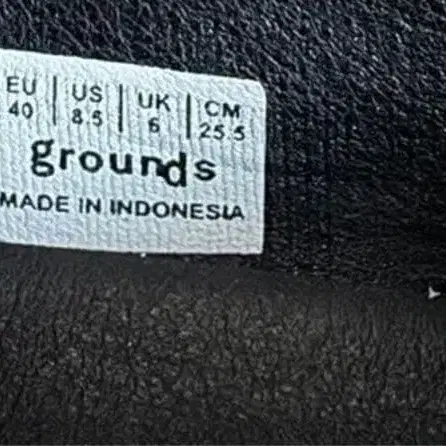 EU | US | UK | CM
40 | 8.5 | 6 | 25.5
grounds
MADE IN INDONESIA